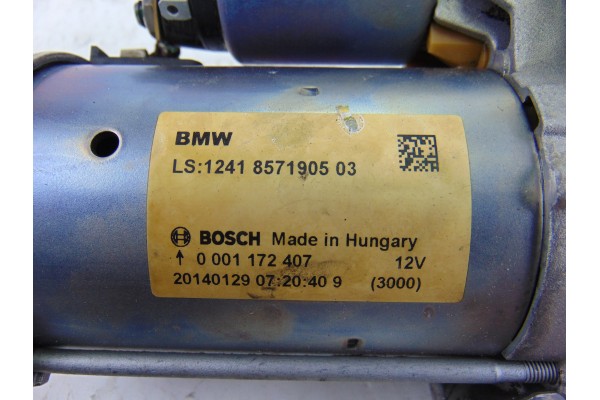 BMW
LS:1241 8571905 03
BOSCH Made in Hungary
↑ 0 001 172 407 12V
20140129 07:20:40 9 (3000)